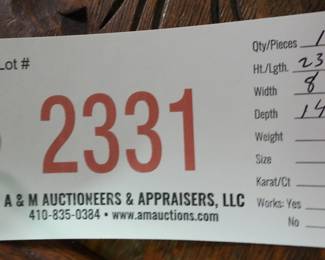 Lot #
2331
A & M AUCTIONEERS & APPRAISERS, LLC
410-835-0384 • www.amauctions.com
Qty/Pieces 1
Ht./Lgth. 23
Width 8
Depth 14
Weight
Size
Karat/Ct
Works: Yes
No